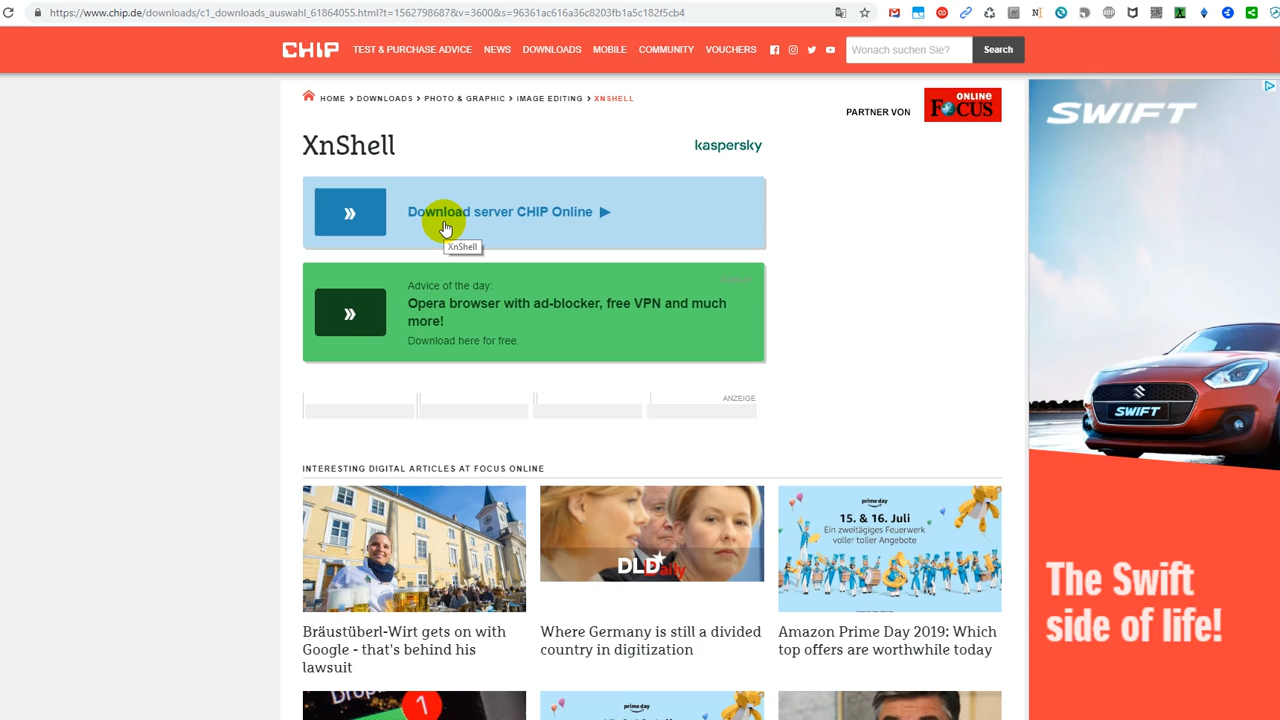 https://www.chip.de/downloads/c1_downloads_auswahl_61864055.html?t=1562798687&v=3600&s=96361ac616a36c8203fb1a5c182f5cb4
CHIP TEST & PURCHASE ADVICE NEWS DOWNLOADS MOBILE COMMUNITY VOUCHERS Wonach suchen Sie? Search
HOME > DOWNLOADS > PHOTO & GRAPHIC > IMAGE EDITING > XNSHELL
PARTNER VON ONLINE FOCUS
XnShell
kaspersky
Download server CHIP Online ▶
XnShell
Advice of the day:
Opera browser with ad-blocker, free VPN and much
more!
Download here for free.
ANZEIGE
INTERESTING DIGITAL ARTICLES AT FOCUS ONLINE
DLD Daily
prime day
15. & 16. Juli
Ein zweitägiges Feuerwerk
voller toller Angebote
Bräustüberl-Wirt gets on with
Google - that's behind his
lawsuit
Where Germany is still a divided
country in digitization
Amazon Prime Day 2019: Which
top offers are worthwhile today
1
prime day
SWIFT
SWIFT
The Swift
side of life!